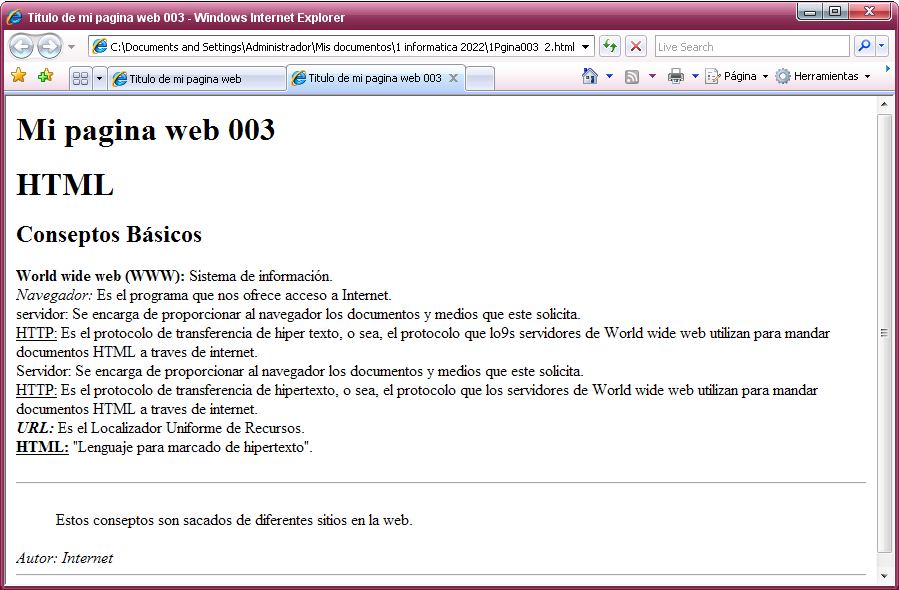 Titulo de mi pagina web 003 - Windows Internet Explorer
C:\Documents and Settings\Administrador\Mis documentos\1 informatica 2022\1Pgina003 2.html
Live Search
Titulo de mi pagina web
Titulo de mi pagina web 003
Página
Herramientas
Mi pagina web 003
HTML
Conseptos Básicos
World wide web (WWW): Sistema de información.
Navegador: Es el programa que nos ofrece acceso a Internet.
servidor: Se encarga de proporcionar al navegador los documentos y medios que este solicita.
HTTP: Es el protocolo de transferencia de hiper texto, o sea, el protocolo que lo9s servidores de World wide web utilizan para mandar
documentos HTML a traves de internet.
Servidor: Se encarga de proporcionar al navegador los documentos y medios que este solicita.
HTTP: Es el protocolo de transferencia de hipertexto, o sea, el protocolo que los servidores de World wide web utilizan para mandar
documentos HTML a traves de internet.
URL: Es el Localizador Uniforme de Recursos.
HTML: "Lenguaje para marcado de hipertexto".
Estos conseptos son sacados de diferentes sitios en la web.
Autor: Internet